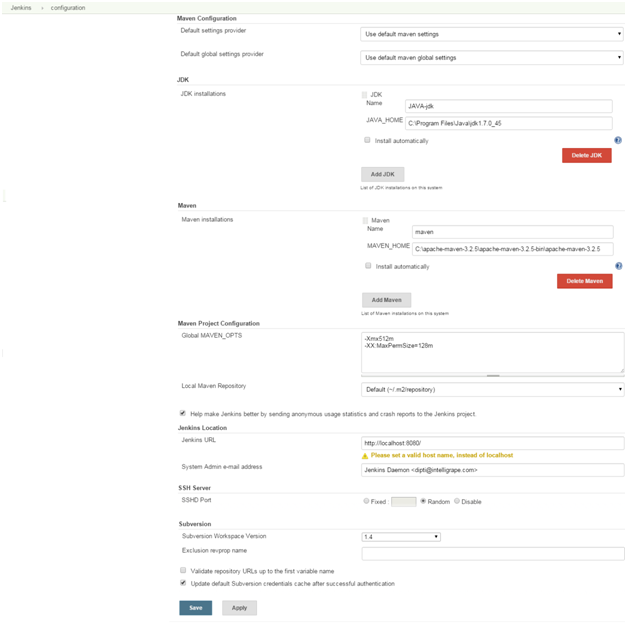 Jenkins › configuration
Maven Configuration
Default settings provider
Use default maven settings
Default global settings provider
Use default maven global settings
JDK
JDK installations
JDK
Name
JAVA-jdk
JAVA_HOME
C:\Program Files\Java\jdk1.7.0_45
Install automatically
Delete JDK
Add JDK
List of JDK installations on this system
Maven
Maven installations
Maven
Name
maven
MAVEN_HOME
C:\apache-maven-3.2.5\apache-maven-3.2.5-bin\apache-maven-3.2.5
Install automatically
Delete Maven
Add Maven
List of Maven installations on this system
Maven Project Configuration
Global MAVEN_OPTS
-Xmx512m
-XX:MaxPermSize=128m
Local Maven Repository
Default (~/.m2/repository)
Help make Jenkins better by sending anonymous usage statistics and crash reports to the Jenkins project.
Jenkins Location
Jenkins URL
http://localhost:8080/
Please set a valid host name, instead of localhost
System Admin e-mail address
Jenkins Daemon <dipti@intelligrape.com>
SSH Server
SSHD Port
Fixed : Random Disable
Subversion
Subversion Workspace Version
1.4
Exclusion revprop name
Validate repository URLs up to the first variable name
Update default Subversion credentials cache after successful authentication
Save Apply